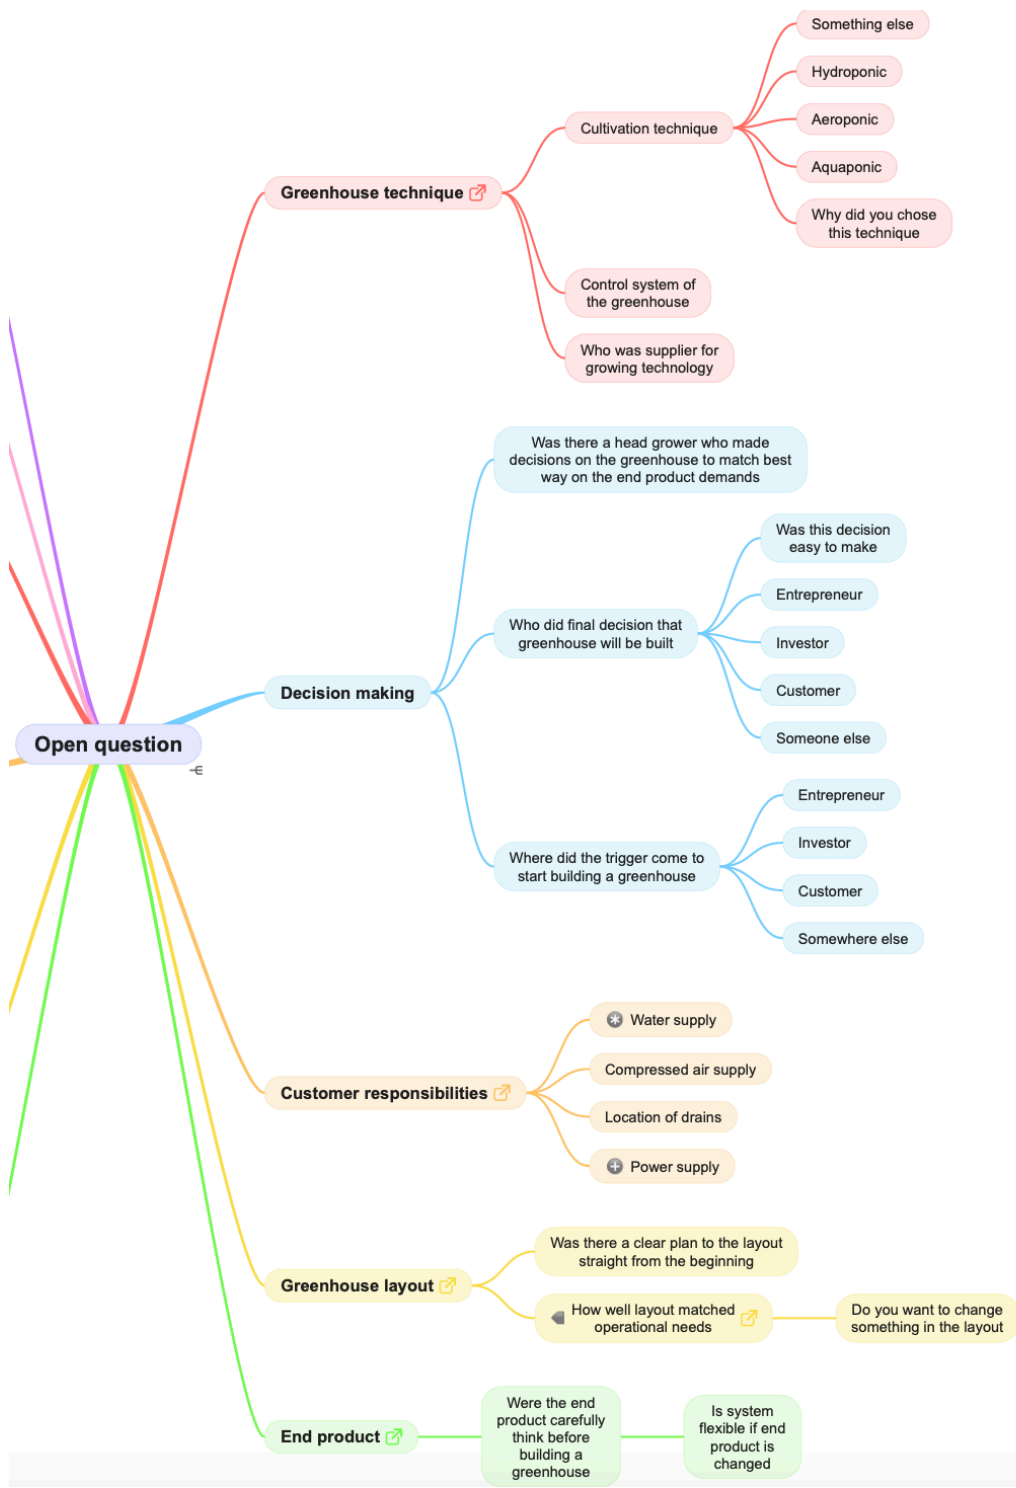 Something else
Hydroponic
Cultivation technique
Aeroponic
Aquaponic
Greenhouse technique
Why did you chose
this technique
Control system of
the greenhouse
Who was supplier for
growing technology
Was there a head grower who made
decisions on the greenhouse to match best
way on the end product demands
Was this decision
easy to make
Entrepreneur
Who did final decision that
greenhouse will be built
Investor
Customer
Someone else
Decision making
Open question
Entrepreneur
Investor
Where did the trigger come to
start building a greenhouse
Customer
Somewhere else
Water supply
Compressed air supply
Customer responsibilities
Location of drains
Power supply
Was there a clear plan to the layout
straight from the beginning
Greenhouse layout
How well layout matched
operational needs
Do you want to change
something in the layout
End product
Were the end
product carefully
think before
building a
greenhouse
Is system
flexible if end
product is
changed